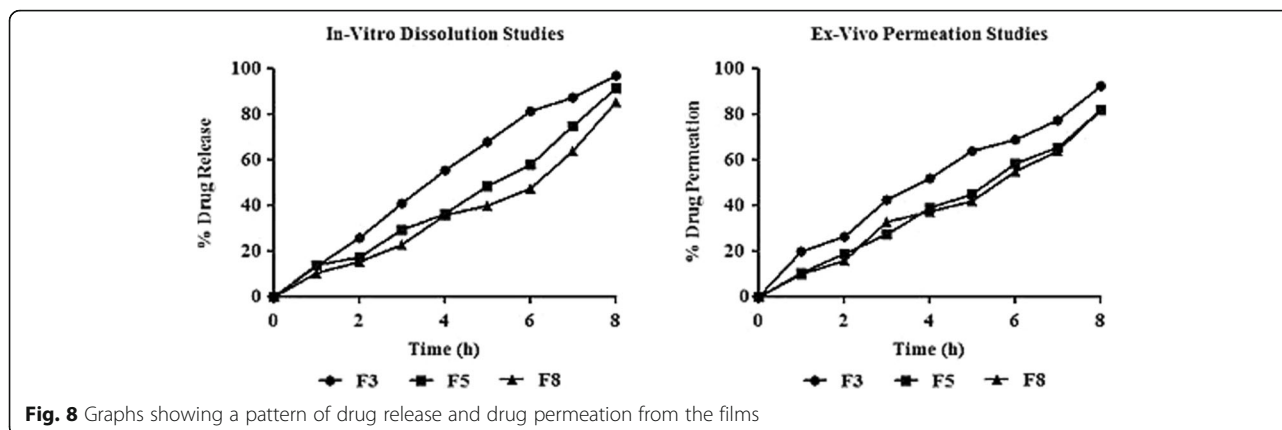 In-Vitro Dissolution Studies
100
80
60
40
20
0
% Drug Release
0 2 4 6 8
Time (h)
F3 F5 F8
Ex-Vivo Permeation Studies
100
80
60
40
20
0
% Drug Permeation
0 2 4 6 8
Time (h)
F3 F5 F8
Fig. 8 Graphs showing a pattern of drug release and drug permeation from the films